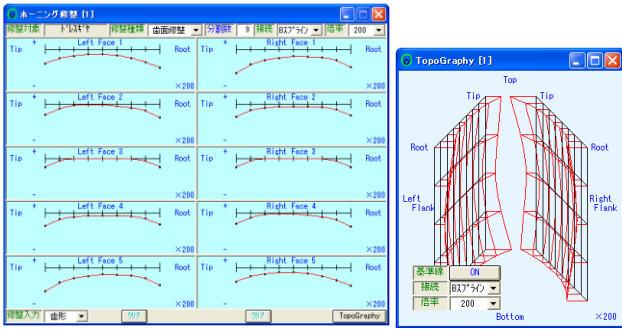 ホーニング修整 [1]
修整対象 ドレスギヤ 修整種類 歯面修整 分割数 9 接続 Bスプライン 倍率 200
Tip + Left Face 1 Root - ×200
Tip + Right Face 1 Root - ×200
Tip + Left Face 2 Root - ×200
Tip + Right Face 2 Root - ×200
Tip + Left Face 3 Root - ×200
Tip + Right Face 3 Root - ×200
Tip + Left Face 4 Root - ×200
Tip + Right Face 4 Root - ×200
Tip + Left Face 5 Root - ×200
Tip + Right Face 5 Root - ×200
修整入力 歯形 クリア クリア TopoGraphy
TopoGraphy [1]
Top
Tip Tip
Root Root
Left Flank
Right Flank
基準線 ON
接続 Bスプライン
倍率 200
Bottom ×200